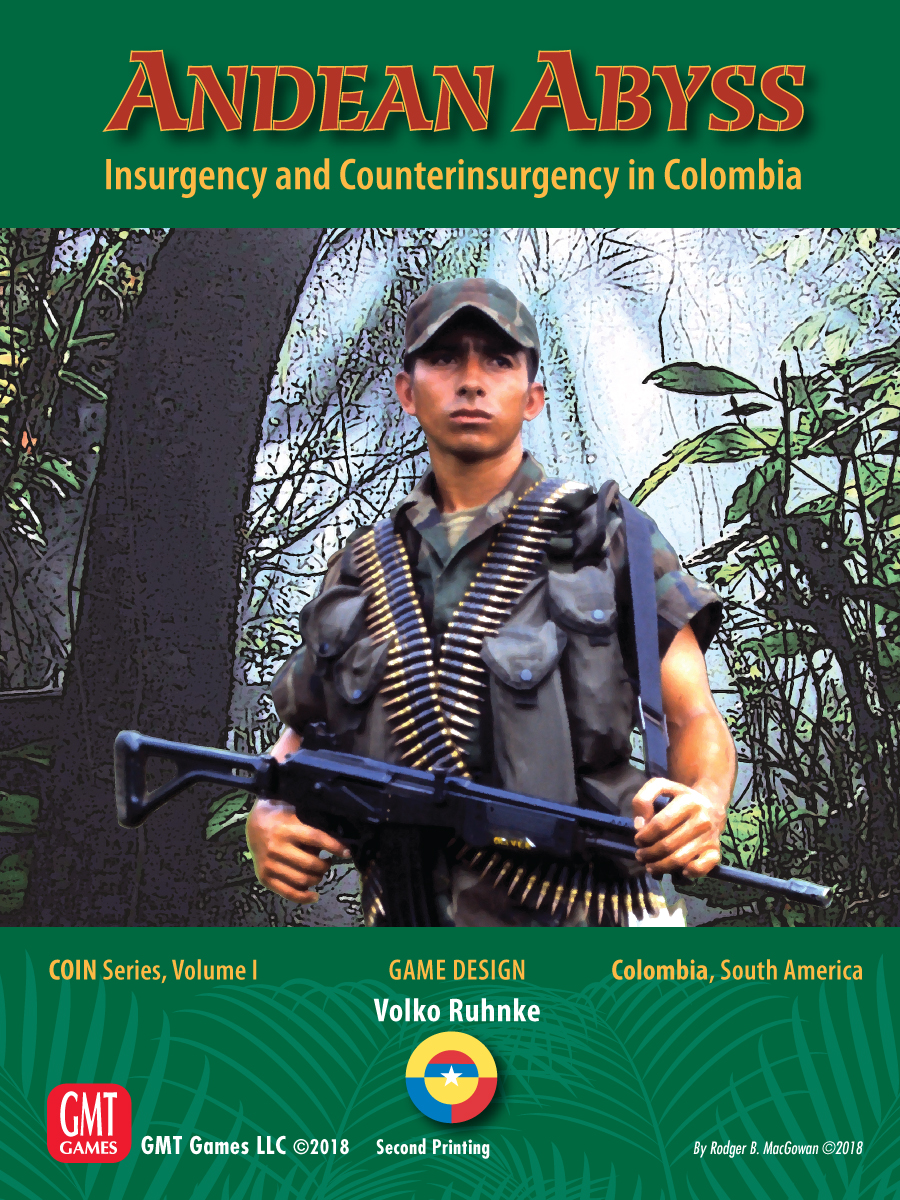 ANDEAN ABYSS
Insurgency and Counterinsurgency in Colombia
COIN Series, Volume I
GAME DESIGN
Colombia, South America
Volko Ruhnke
GMT
GAMES
GMT Games LLC ©2018
Second Printing
By Rodger B. MacGowan ©2018